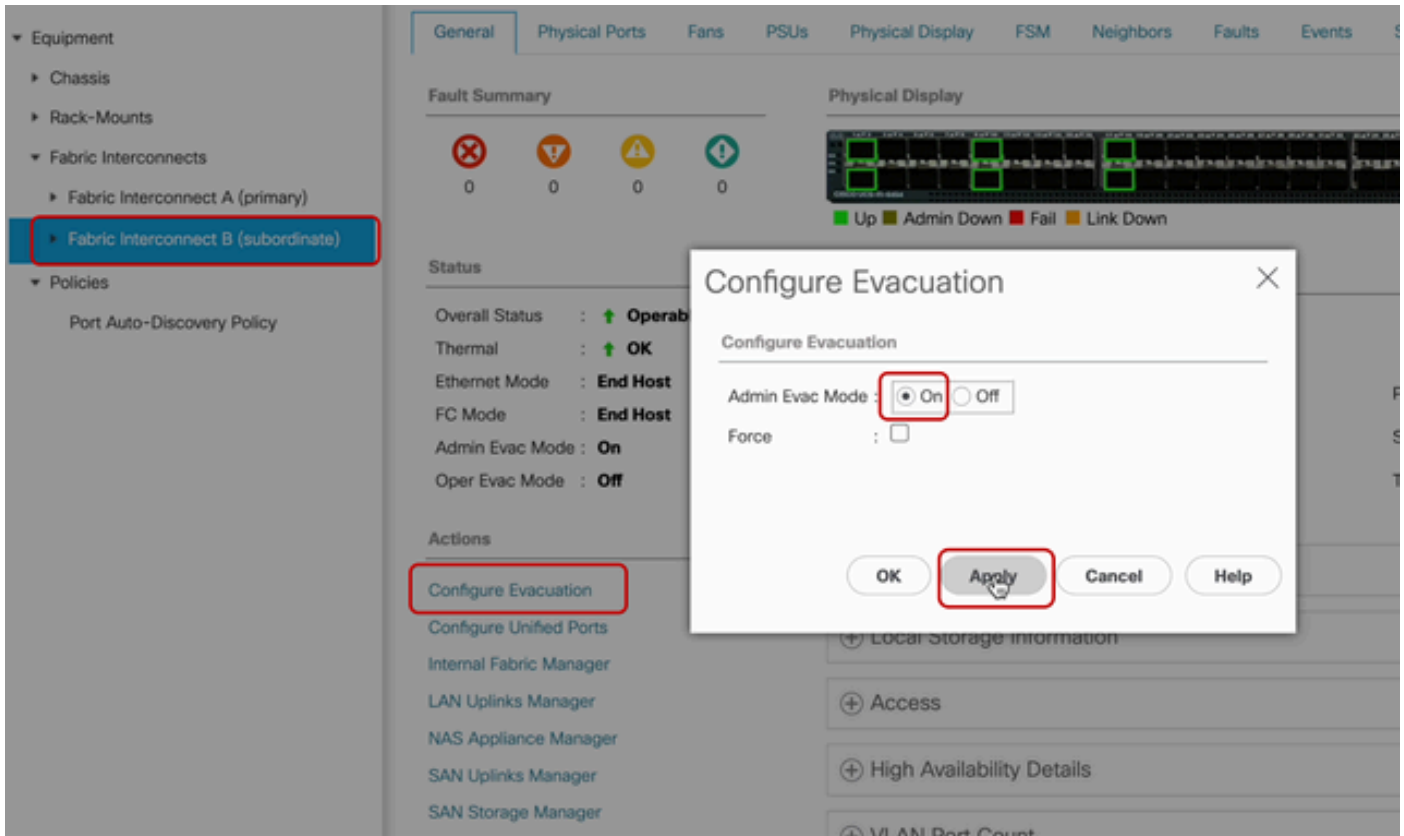 Equipment
Chassis
Rack-Mounts
Fabric Interconnects
Fabric Interconnect A (primary)
Fabric Interconnect B (subordinate)
Policies
Port Auto-Discovery Policy
General Physical Ports Fans PSUs Physical Display FSM Neighbors Faults Events S
Fault Summary
0 0 0 0
Physical Display
Up Admin Down Fail Link Down
Status
Overall Status : Operab
Thermal : OK
Ethernet Mode : End Host
FC Mode : End Host
Admin Evac Mode : On
Oper Evac Mode : Off
Actions
Configure Evacuation
Configure Unified Ports
Internal Fabric Manager
LAN Uplinks Manager
NAS Appliance Manager
SAN Uplinks Manager
SAN Storage Manager
Configure Evacuation
Configure Evacuation
Admin Evac Mode : On Off
Force :
OK Apply Cancel Help
F
S
T
Local Storage Information
Access
High Availability Details
VLAN Port Count